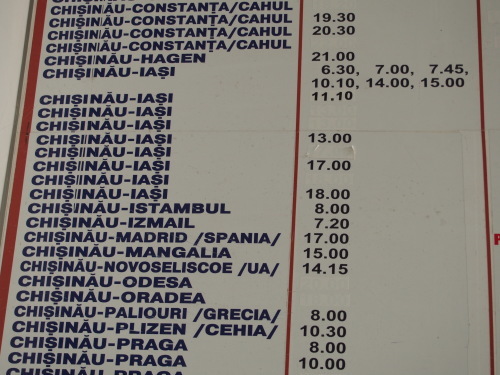 CHIȘINĂU-CONSTANȚA/CAHUL
CHIȘINĂU-CONSTANȚA/CAHUL 19.30
CHIȘINĂU-CONSTANȚA/CAHUL 20.30
CHIȘINĂU-CONSTANȚA/CAHUL
CHIȘINĂU-HAGEN 21.00
CHIȘINĂU-IAȘI 6.30, 7.00, 7.45,
10.10, 14.00, 15.00
CHIȘINĂU-IAȘI 11.10
CHIȘINĂU-IAȘI
CHIȘINĂU-IAȘI
CHIȘINĂU-IAȘI 13.00
CHIȘINĂU-IAȘI
CHIȘINĂU-IAȘI 17.00
CHIȘINĂU-IAȘI
CHIȘINĂU-IAȘI 18.00
CHIȘINĂU-ISTAMBUL 8.00
CHIȘINĂU-IZMAIL 7.20
CHIȘINĂU-MADRID /SPANIA/ 17.00
CHIȘINĂU-MANGALIA 15.00
CHIȘINĂU-NOVOSELISCOE /UA/ 14.15
CHIȘINĂU-ODESA
CHIȘINĂU-ORADEA
CHIȘINĂU-PALIOURI /GRECIA/ 8.00
CHIȘINĂU-PLIZEN /CEHIA/ 10.30
CHIȘINĂU-PRAGA 8.00
CHIȘINĂU-PRAGA 10.00